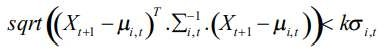 sqrt((X_{t+1} − μ_{i,t})^T .Σ_{i,t}^{-1}.(X_{t+1} − μ_{i,t})) < kσ_{i,t}